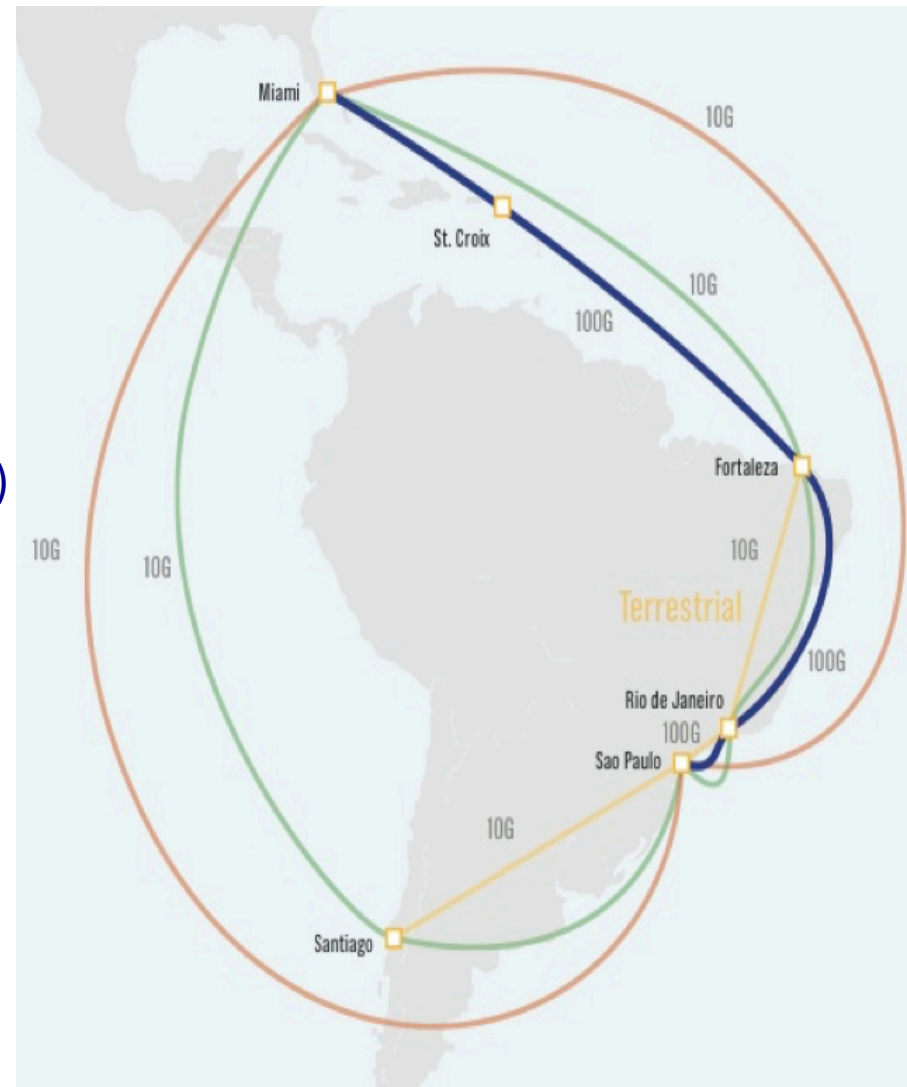 Miami
10G
St. Croix
10G
100G
)
Fortaleza
10G
10G
10G
Terrestrial
100G
Rio de Janeiro
100G
Sao Paulo
10G
Santiago